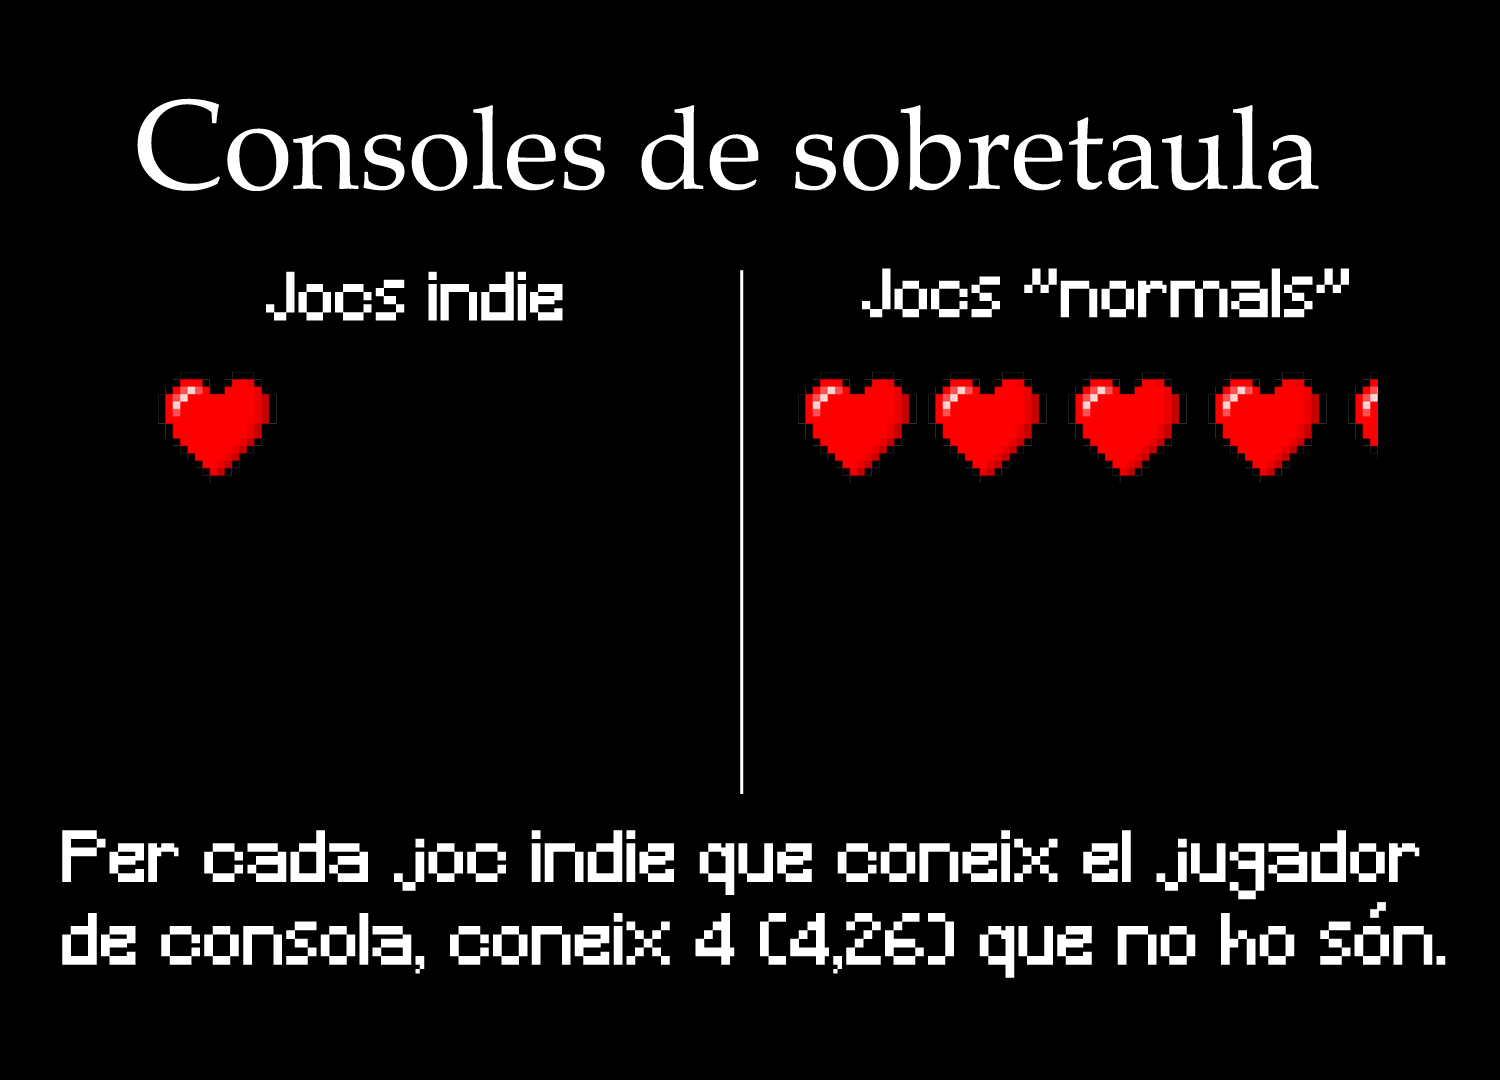 Consoles de sobretaula
Jocs indie
Jocs "normals"
Per cada joc indie que coneix el jugador
de consola, coneix 4 (4,26) que no ho són.